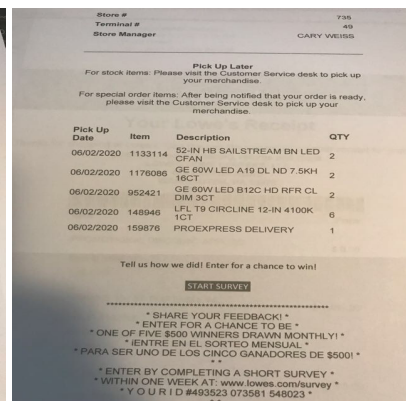 Store # 735
Terminal # 49
Store Manager CARY WEISS
Pick Up Later
For stock items: Please visit the Customer Service desk to pick up
your merchandise.
For special order items: After being notified that your order is ready,
please visit the Customer Service desk to pick up your
merchandise.
Pick Up
Date Item Description QTY
06/02/2020 1133114 52-IN HB SAILSTREAM BN LED
CFAN 2
06/02/2020 1176086 GE 60W LED A19 DL ND 7.5KH
16CT 2
06/02/2020 952421 GE 60W LED B12C HD RFR CL
DIM 3CT 2
06/02/2020 148946 LFL T9 CIRCLINE 12-IN 4100K
1CT 6
06/02/2020 159876 PROEXPRESS DELIVERY 1
Tell us how we did! Enter for a chance to win!
START SURVEY
******************************************************
* SHARE YOUR FEEDBACK! *
* ENTER FOR A CHANCE TO BE *
* ONE OF FIVE $500 WINNERS DRAWN MONTHLY! *
* ¡ENTRE EN EL SORTEO MENSUAL *
* PARA SER UNO DE LOS CINCO GANADORES DE $500! *
* *
* ENTER BY COMPLETING A SHORT SURVEY *
* WITHIN ONE WEEK AT: www.lowes.com/survey *
* Y O U R I D #493523 073581 548023 *